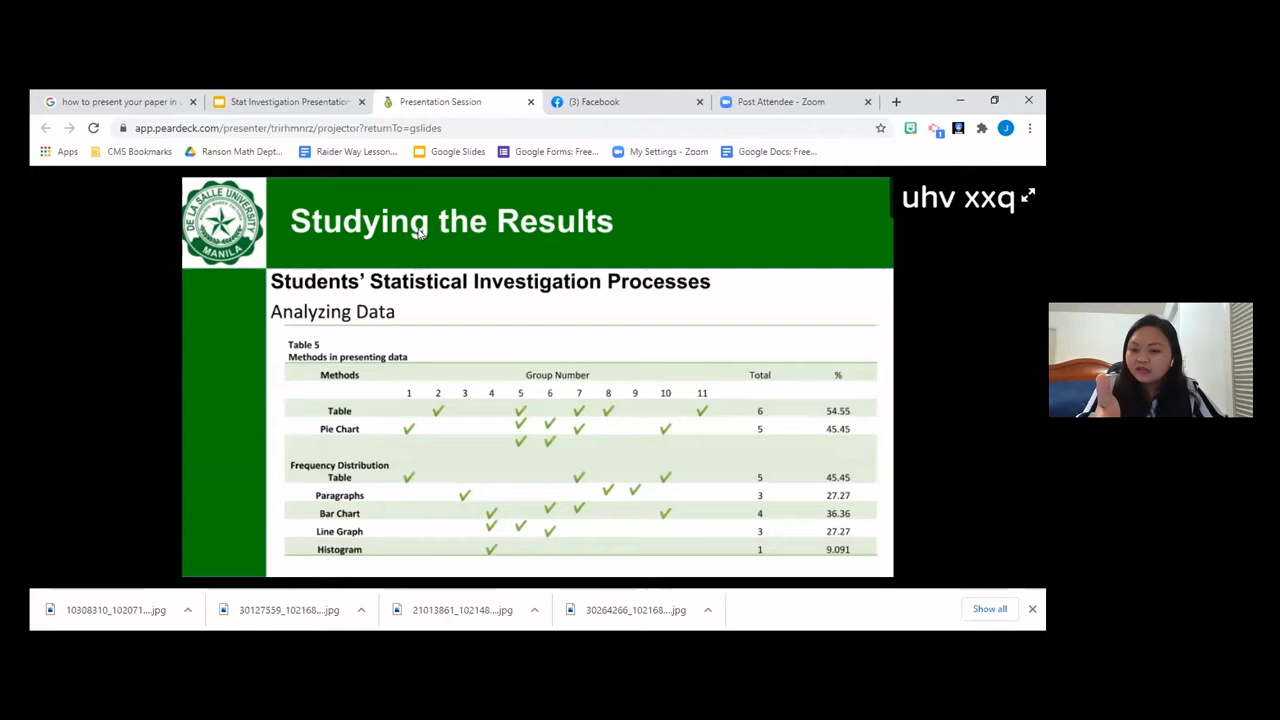 how to present your paper in
Stat Investigation Presentation
Presentation Session
(3) Facebook
Post Attendee - Zoom
app.peardeck.com/presenter/trirhmnrz/projector?returnTo=gslides
Apps
CMS Bookmarks
Ranson Math Dept...
Raider Way Lesson...
Google Slides
Google Forms: Free...
My Settings - Zoom
Google Docs: Free...
DE LA SALLE UNIVERSITY
MANILA
Studying the Results
uhv xxq
Students' Statistical Investigation Processes
Analyzing Data
Table 5
Methods in presenting data
Methods Group Number Total %
1 2 3 4 5 6 7 8 9 10 11
Table ✓ ✓ ✓ ✓ ✓ 6 54.55
Pie Chart ✓ ✓ ✓ ✓ ✓ 5 45.45
✓ ✓
Frequency Distribution
Table ✓ ✓ ✓ 5 45.45
Paragraphs ✓ ✓ ✓ 3 27.27
Bar Chart ✓ ✓ ✓ ✓ 4 36.36
Line Graph ✓ ✓ ✓ 3 27.27
Histogram ✓ 1 9.091
10308310_102071....jpg
30127559_102168....jpg
21013861_102148....jpg
30264266_102168....jpg
Show all